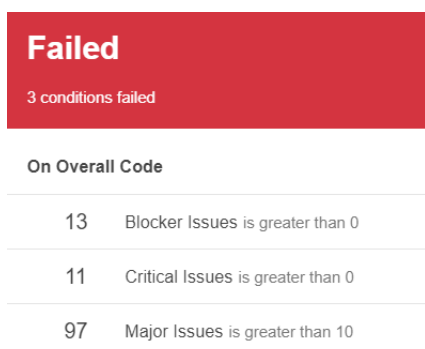 Failed
3 conditions failed
On Overall Code
13 Blocker Issues is greater than 0
11 Critical Issues is greater than 0
97 Major Issues is greater than 10